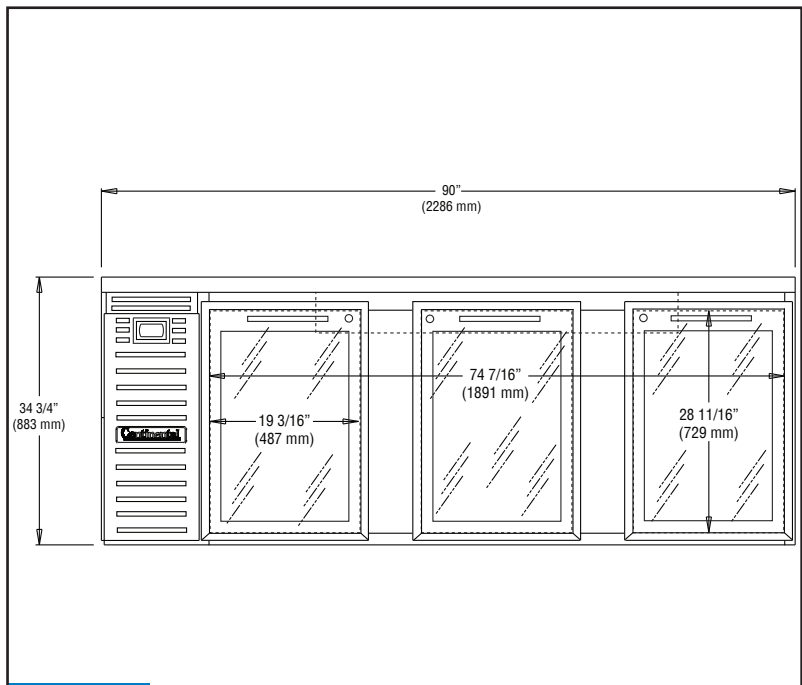 90”
(2286 mm)
34 3/4”
(883 mm)
74 7/16”
(1891 mm)
19 3/16”
(487 mm)
28 11/16”
(729 mm)
Continental